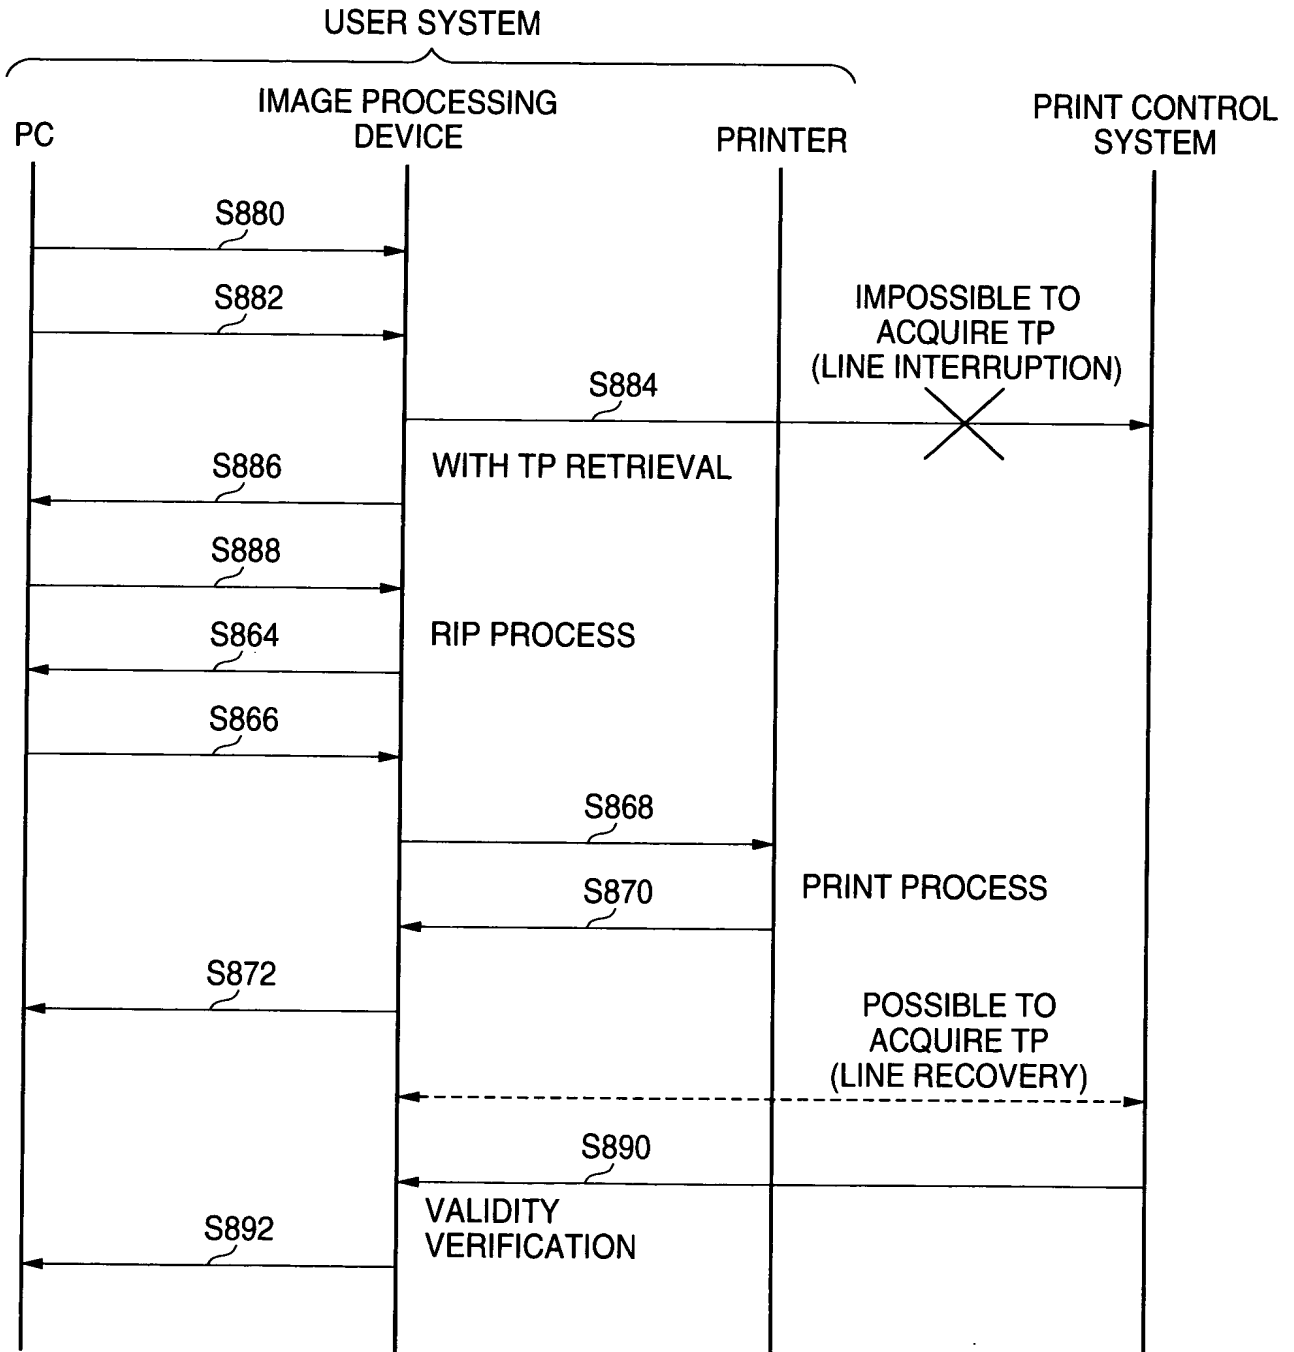 USER SYSTEM
IMAGE PROCESSING
DEVICE
PC
PRINTER
PRINT CONTROL
SYSTEM
S880
S882
IMPOSSIBLE TO
ACQUIRE TP
(LINE INTERRUPTION)
S884
S886
WITH TP RETRIEVAL
S888
S864
RIP PROCESS
S866
S868
S870
PRINT PROCESS
S872
POSSIBLE TO
ACQUIRE TP
(LINE RECOVERY)
S890
VALIDITY
VERIFICATION
S892